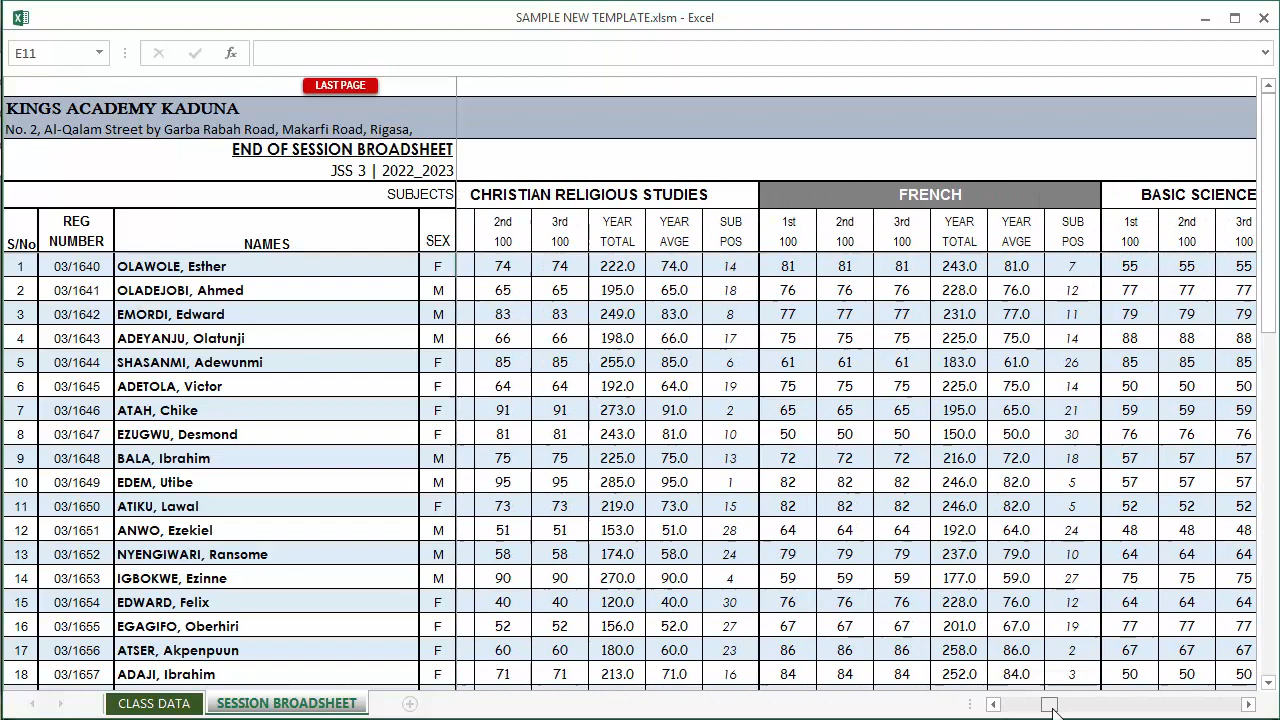 SAMPLE NEW TEMPLATE.xlsm - Excel
E11 fx
LAST PAGE
KINGS ACADEMY KADUNA
No. 2, Al-Qalam Street by Garba Rabah Road, Makarfi Road, Rigasa,
END OF SESSION BROADSHEET
JSS 3 | 2022_2023
SUBJECTS CHRISTIAN RELIGIOUS STUDIES FRENCH BASIC SCIENCE
REG 2nd 3rd YEAR YEAR SUB 1st 2nd 3rd YEAR YEAR SUB 1st 2nd 3rd
S/No NUMBER NAMES SEX 100 100 TOTAL AVGE POS 100 100 100 TOTAL AVGE POS 100 100 100
1 03/1640 OLAWOLE, Esther F 74 74 222.0 74.0 14 81 81 81 243.0 81.0 7 55 55 55
2 03/1641 OLADEJOBI, Ahmed M 65 65 195.0 65.0 18 76 76 76 228.0 76.0 12 77 77 77
3 03/1642 EMORDI, Edward M 83 83 249.0 83.0 8 77 77 77 231.0 77.0 11 79 79 79
4 03/1643 ADEYANJU, Olatunji M 66 66 198.0 66.0 17 75 75 75 225.0 75.0 14 88 88 88
5 03/1644 SHASANMI, Adewunmi F 85 85 255.0 85.0 6 61 61 61 183.0 61.0 26 85 85 85
6 03/1645 ADETOLA, Victor F 64 64 192.0 64.0 19 75 75 75 225.0 75.0 14 50 50 50
7 03/1646 ATAH, Chike F 91 91 273.0 91.0 2 65 65 65 195.0 65.0 21 59 59 59
8 03/1647 EZUGWU, Desmond F 81 81 243.0 81.0 10 50 50 50 150.0 50.0 30 76 76 76
9 03/1648 BALA, Ibrahim M 75 75 225.0 75.0 13 72 72 72 216.0 72.0 18 57 57 57
10 03/1649 EDEM, Utibe M 95 95 285.0 95.0 1 82 82 82 246.0 82.0 5 57 57 57
11 03/1650 ATIKU, Lawal F 73 73 219.0 73.0 15 82 82 82 246.0 82.0 5 52 52 52
12 03/1651 ANWO, Ezekiel M 51 51 153.0 51.0 28 64 64 64 192.0 64.0 24 48 48 48
13 03/1652 NYENGIWARI, Ransome M 58 58 174.0 58.0 24 79 79 79 237.0 79.0 10 64 64 64
14 03/1653 IGBOKWE, Ezinne M 90 90 270.0 90.0 4 59 59 59 177.0 59.0 27 75 75 75
15 03/1654 EDWARD, Felix F 40 40 120.0 40.0 30 76 76 76 228.0 76.0 12 64 64 64
16 03/1655 EGAGIFO, Oberhiri F 52 52 156.0 52.0 27 67 67 67 201.0 67.0 19 77 77 77
17 03/1656 ATSER, Akpenpuun F 60 60 180.0 60.0 23 86 86 86 258.0 86.0 2 67 67 67
18 03/1657 ADAJI, Ibrahim F 71 71 213.0 71.0 16 84 84 84 252.0 84.0 3 50 50 50
CLASS DATA SESSION BROADSHEET